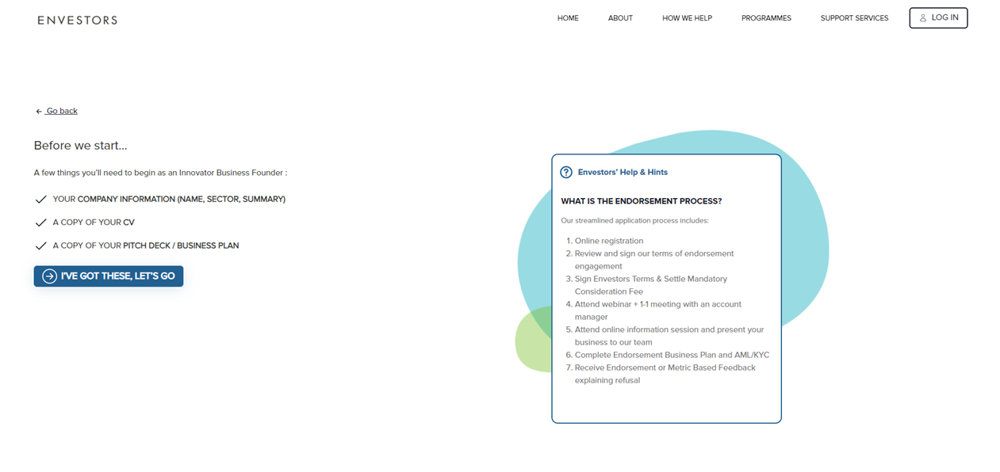 ENVESTORS
HOME
ABOUT
HOW WE HELP
PROGRAMMES
SUPPORT SERVICES
LOG IN
Go back
Before we start...
A few things you'll need to begin as an Innovator Business Founder :
YOUR COMPANY INFORMATION (NAME, SECTOR, SUMMARY)
A COPY OF YOUR CV
A COPY OF YOUR PITCH DECK / BUSINESS PLAN
I'VE GOT THESE, LET'S GO
? Envestors' Help & Hints
WHAT IS THE ENDORSEMENT PROCESS?
Our streamlined application process includes:
1. Online registration
2. Review and sign our terms of endorsement
engagement
3. Sign Envestors Terms & Settle Mandatory
Consideration Fee
4. Attend webinar + 1-1 meeting with an account
manager
5. Attend online information session and present your
business to our team
6. Complete Endorsement Business Plan and AML/KYC
7. Receive Endorsement or Metric Based Feedback
explaining refusal